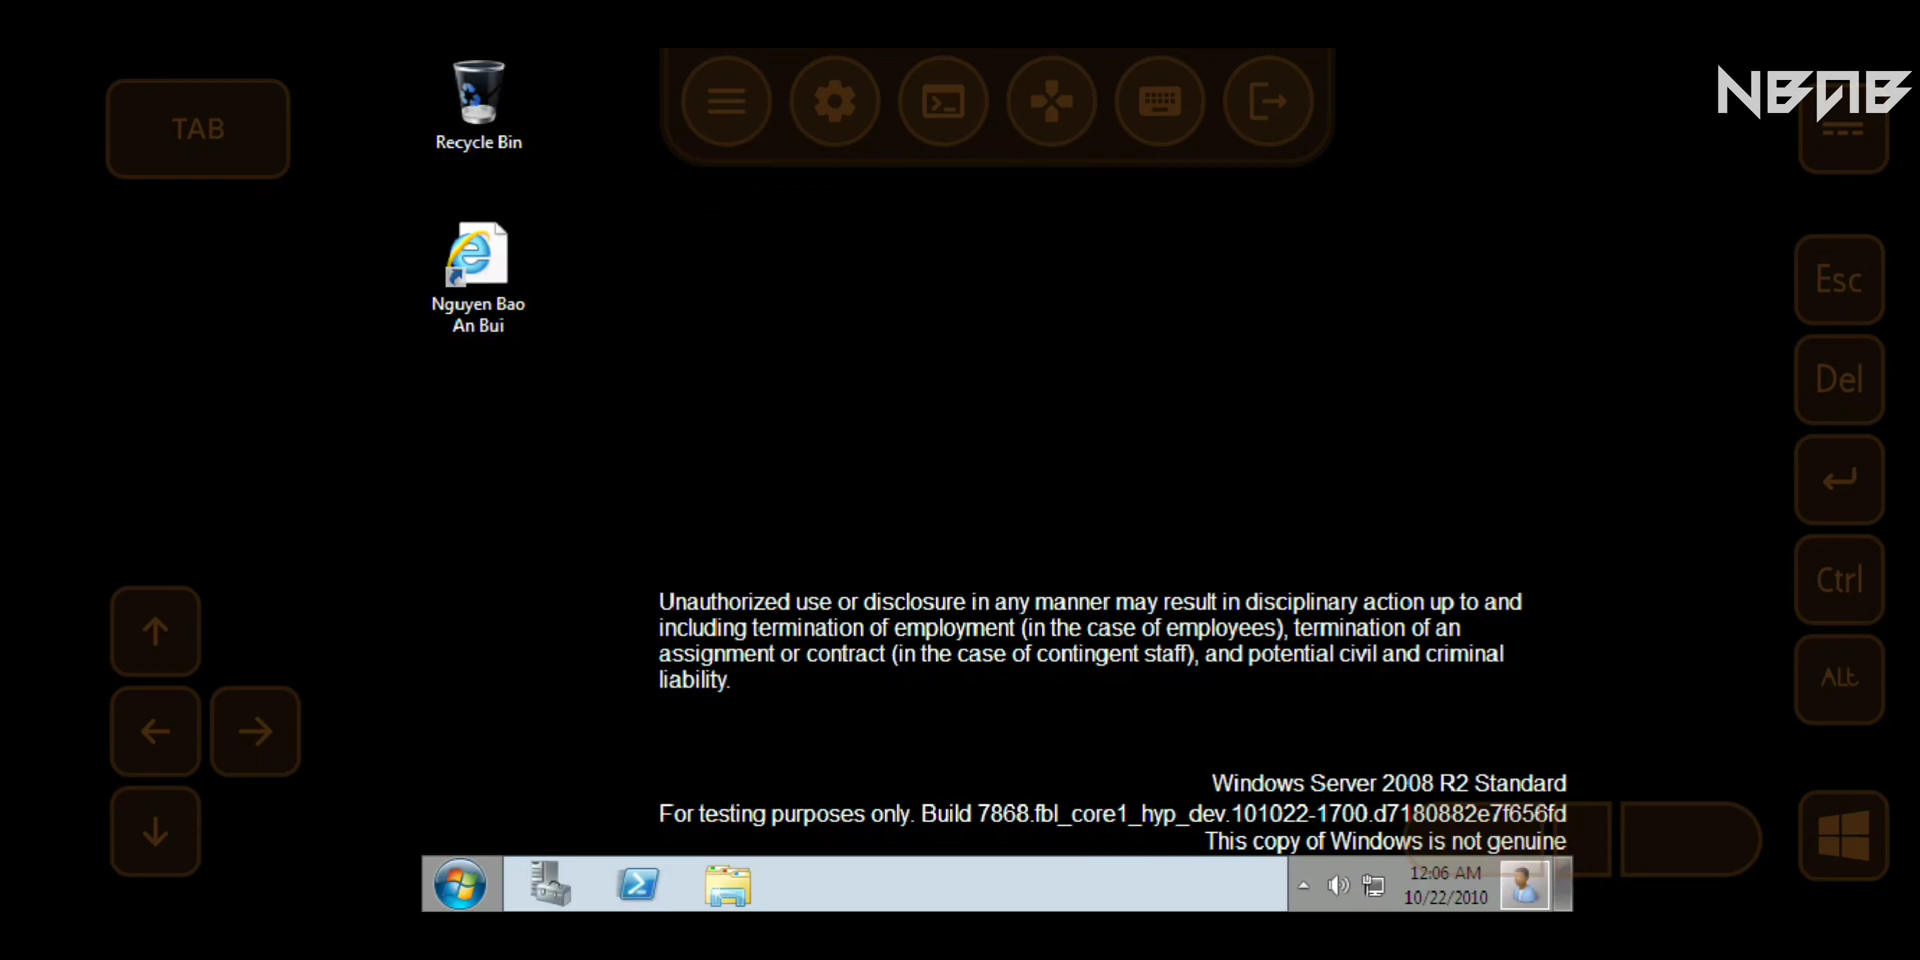 NBAB
TAB
Recycle Bin
Nguyen Bao
An Bui
Esc
Del
Ctrl
ALt
Unauthorized use or disclosure in any manner may result in disciplinary action up to and
including termination of employment (in the case of employees), termination of an
assignment or contract (in the case of contingent staff), and potential civil and criminal
liability.
Windows Server 2008 R2 Standard
For testing purposes only. Build 7868.fbl_core1_hyp_dev.101022-1700.d7180882e7f656fd
This copy of Windows is not genuine
12:06 AM
10/22/2010